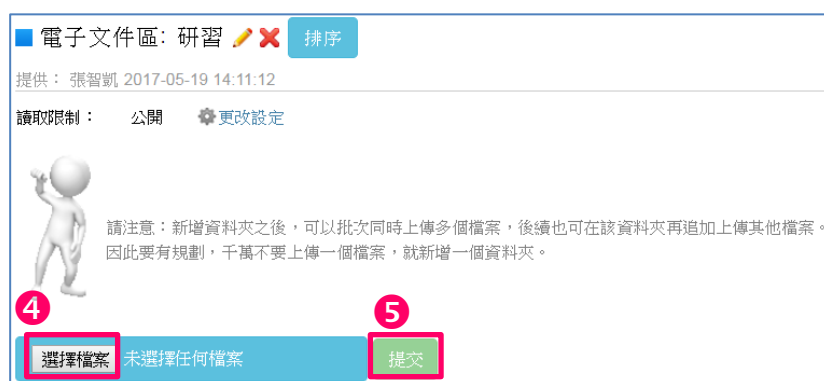 電子文件區: 研習 排序
提供： 張智凱 2017-05-19 14:11:12
讀取限制： 公開 更改設定
請注意：新增資料夾之後，可以批次同時上傳多個檔案，後續也可在該資料夾再追加上傳其他檔案。
因此要有規劃，千萬不要上傳一個檔案，就新增一個資料夾。
4 5
選擇檔案 未選擇任何檔案 提交